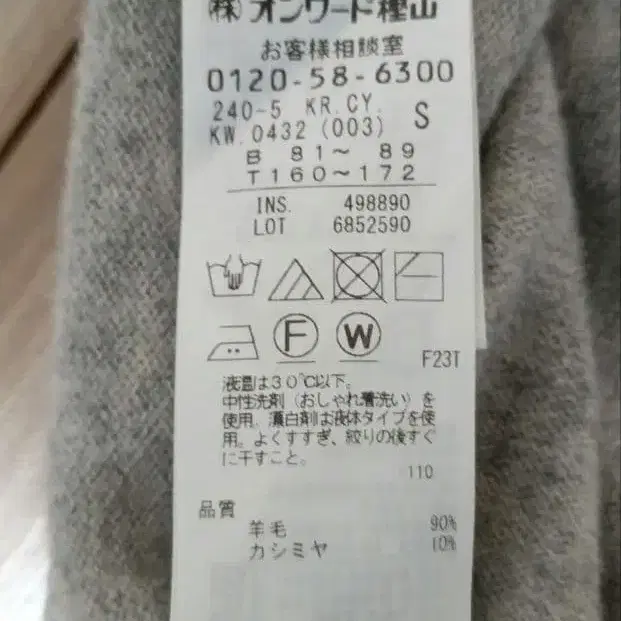 ㈱オンワード樫山
お客様相談室
0120-58-6300
240-5 KR.CY.
KW.0432 (003) S
B 81～ 89
T 160～172
INS. 498890
LOT 6852590
F
W
F23T
液温は30℃以下。
中性洗剤（おしゃれ着洗い）を
使用。漂白剤は液体タイプを使
用。よくすすぎ、絞りの後すぐ
に干すこと。
110
品質
羊毛 90%
カシミヤ 10%